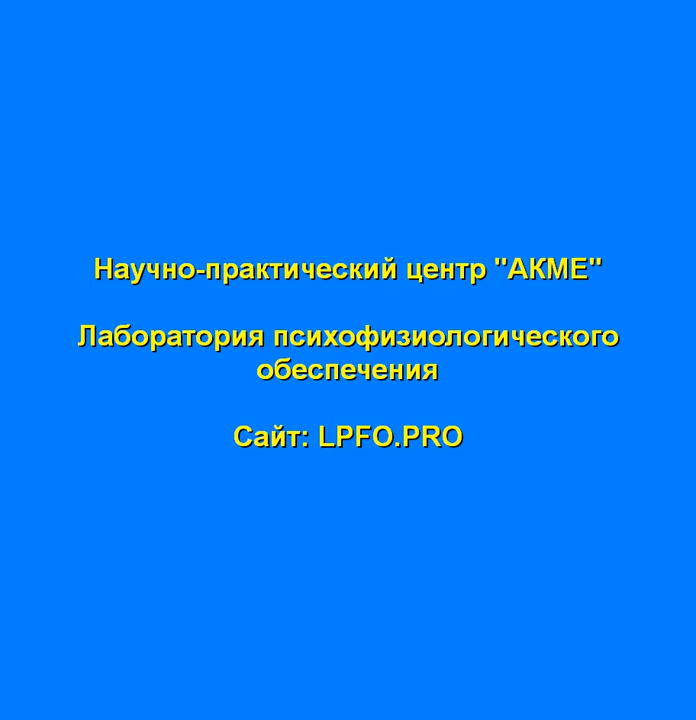 Научно-практический центр "АКМЕ"
Лаборатория психофизиологического
обеспечения
Сайт: LPFO.PRO